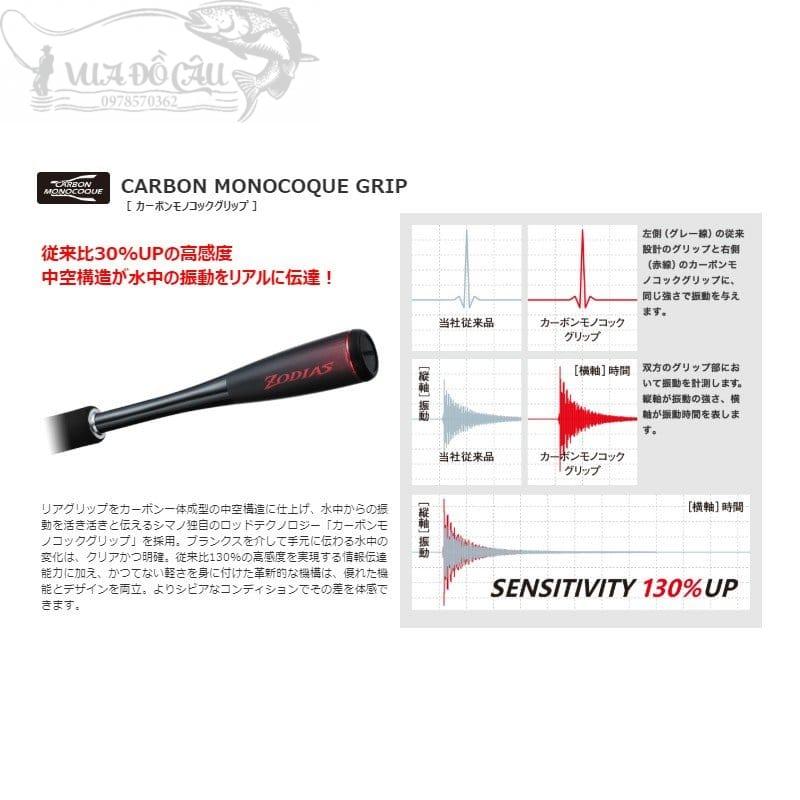 VUA ĐỒ CÂU
0978570362
CARBON
MONOCOQUE
CARBON MONOCOQUE GRIP
[ カーボンモノコックグリップ ]
従来比30%UPの高感度
中空構造が水中の振動をリアルに伝達！
ZODIAS
リアグリップをカーボン一体成型の中空構造に仕上げ、水中からの振
動を活き活きと伝えるシマノ独自のロッドテクノロジー「カーボンモ
ノコックグリップ」を採用。ブランクスを介して手元に伝わる水中の
変化は、クリアかつ明確。従来比130%の高感度を実現する情報伝達
能力に加え、かつてない軽さを身に付けた革新的な機構は、優れた機
能とデザインを両立。よりシビアなコンディションでその差を体感で
きます。
当社従来品
カーボンモノコック
グリップ
左側（グレー線）の従来
設計のグリップと右側
（赤線）のカーボンモ
ノコックグリップに、
同じ強さで振動を与え
ます。
[縦軸]振動
[横軸]時間
当社従来品
カーボンモノコック
グリップ
双方のグリップ部にお
いて振動を計測します。
縦軸が振動の強さ、横
軸が振動時間を表しま
す。
[縦軸]振動
[横軸]時間
SENSITIVITY 130%UP